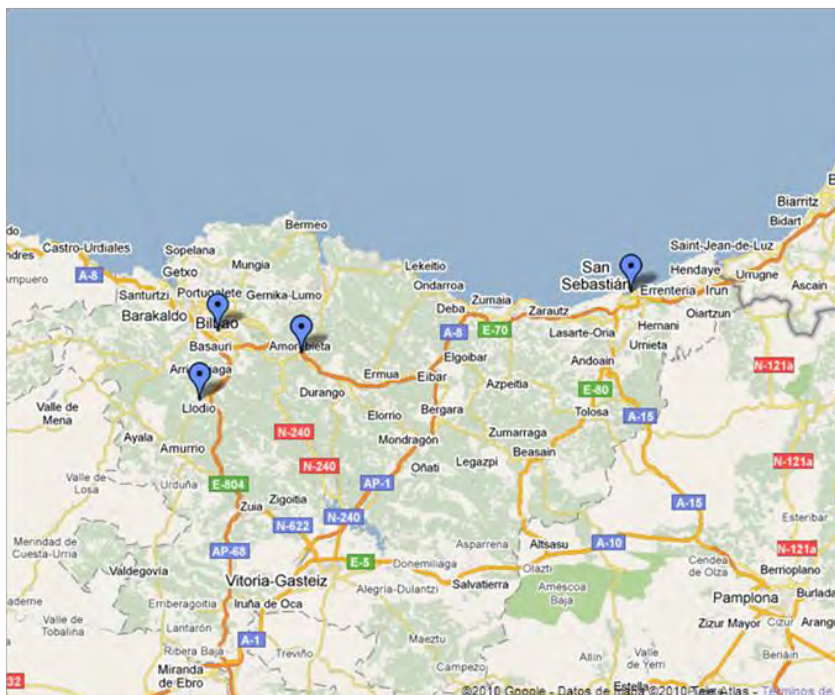 Biarritz
Bidart
Bermeo
Castro-Urdiales
Sopelana
Saint-Jean-de-Luz
San
Sebastián
Mungia
Lekeitio
Getxo
Hendaye
Urrugne
A-8
Ondarroa
Ascain
Santurtzi
Portugalete
Gernika-Lumo
Zumaia
Errenteria
Irun
Deba
Zarautz
Oiartzun
Barakaldo
Bilbao
A-8
E-70
Lasarte-Oria
Hernani
Basauri
Amorebieta
Urnieta
Elgoibar
Andoain
N-121a
Ermua
Eibar
Azpeitia
E-80
Durango
Valle de
Mena
Llodio
Elorrio
Bergara
Tolosa
A-15
N-240
Zumarraga
Ayala
Amurrio
Mondragón
Beasain
N-121a
Oñati
Legazpi
N-240
Valle de
Losa
Urduña
E-804
AP-1
Zigoitia
Zuia
A-15
Esteribar
N-622
N-240
Merindad de
Cuesta-Urria
AP-68
Asparrena
Altsasu
A-10
N-121a
E-5
Donemiliaga
Cendea
de Olza
Berrioplano
Valdegovía
Vitoria-Gasteiz
Olazti
Salvatierra
Alegria-Dulantzi
Améscoa
Baja
Pamplona
Burlada
Emberagoitia
Iruña de Oca
Valle de
Tobalina
Lantarón
Zizur Mayor
Cizur
A-1
Maeztu
Ribera Baja
Treviño
Allín
Valle de
Yerri
Miranda
de Ebro
Campezo
Estella
©2010 Google - Datos de mapa ©2010 Tele Atlas - Términos de